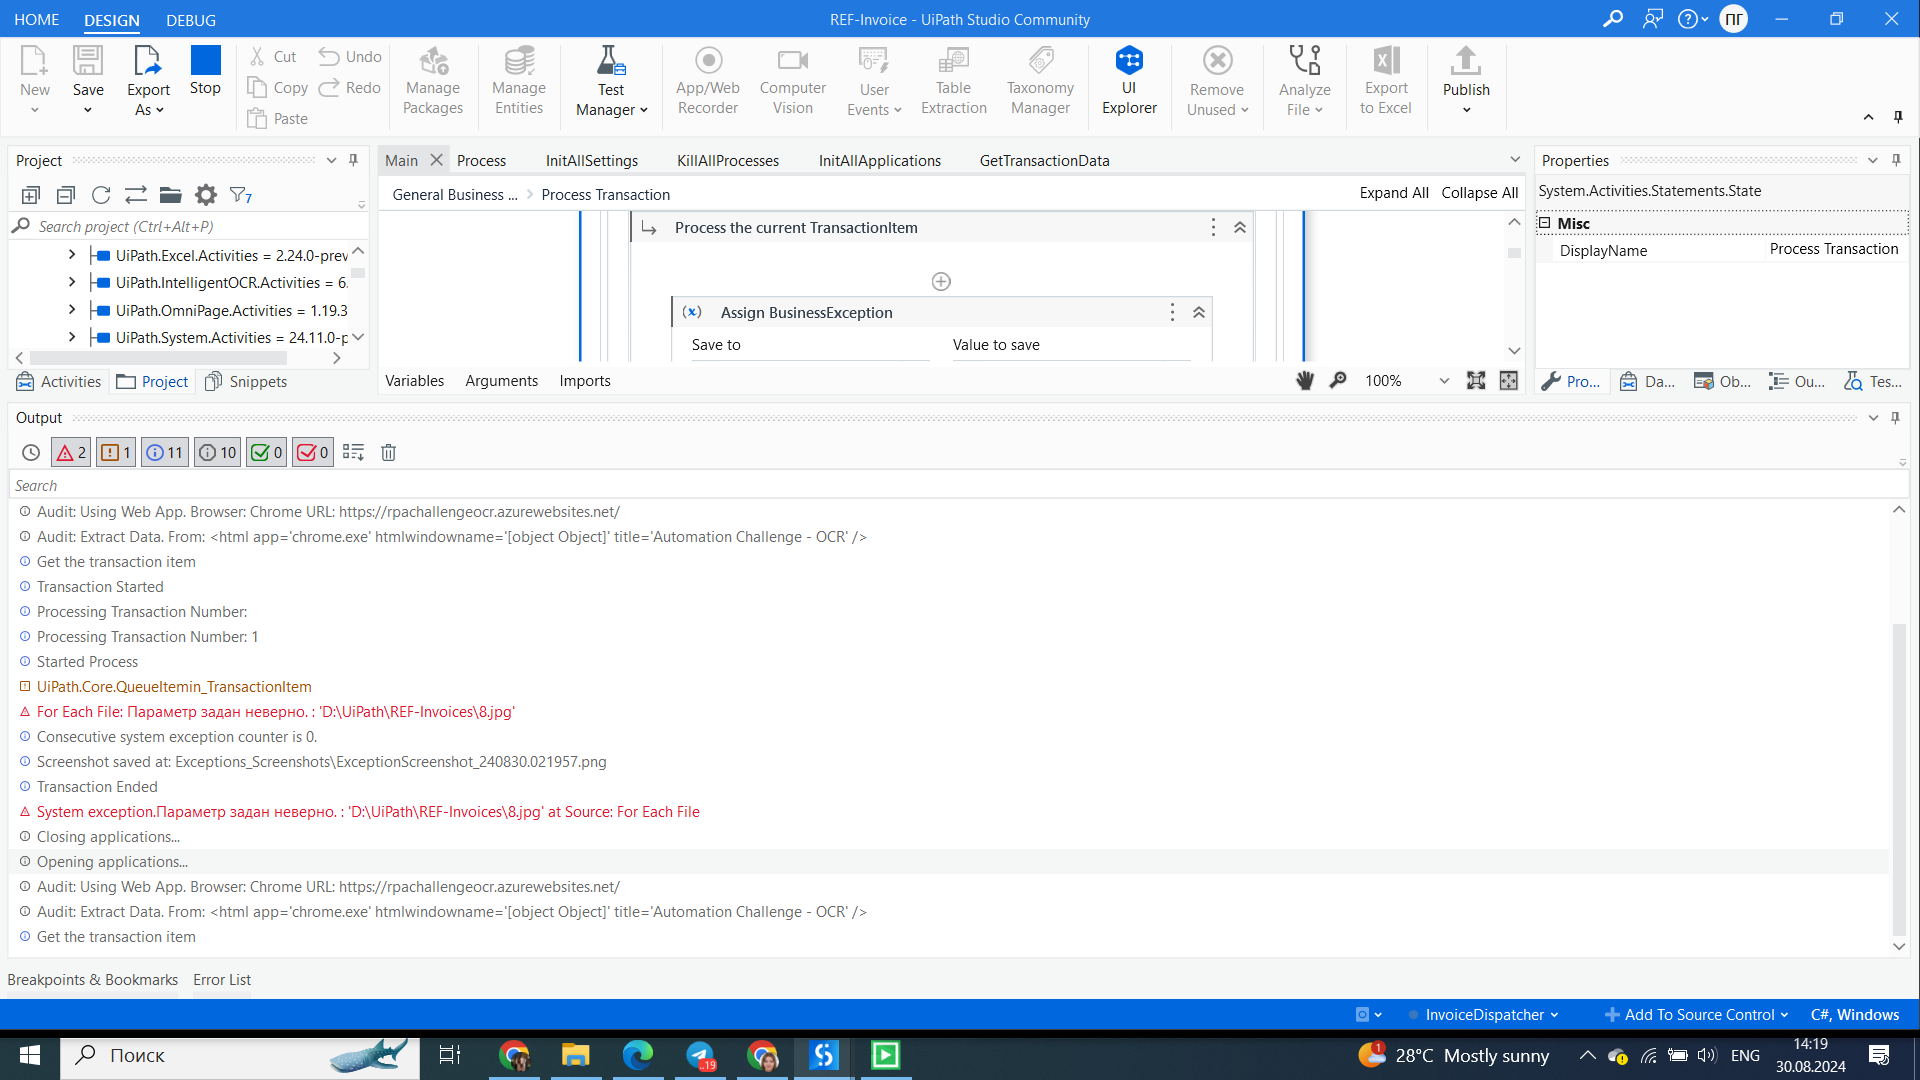 HOME DESIGN DEBUG REF-Invoice - UiPath Studio Community ПГ
New Save Export As Stop Cut Copy Paste Undo Redo Manage Packages Manage Entities Test Manager App/Web Recorder Computer Vision User Events Table Extraction Taxonomy Manager UI Explorer Remove Unused Analyze File Export to Excel Publish
Project
7
Search project (Ctrl+Alt+P)
UiPath.Excel.Activities = 2.24.0-prev
UiPath.IntelligentOCR.Activities = 6.
UiPath.OmniPage.Activities = 1.19.3
UiPath.System.Activities = 24.11.0-p
Activities Project Snippets
Main Process InitAllSettings KillAllProcesses InitAllApplications GetTransactionData
General Business ... Process Transaction Expand All Collapse All
Process the current TransactionItem
Assign BusinessException
Save to Value to save
Variables Arguments Imports 100%
Properties
System.Activities.Statements.State
Misc
DisplayName Process Transaction
Pro... Da... Ob... Ou... Tes...
Output
2 1 11 10 0 0
Search
Audit: Using Web App. Browser: Chrome URL: https://rpachallengeocr.azurewebsites.net/
Audit: Extract Data. From: <html app='chrome.exe' htmlwindowname='[object Object]' title='Automation Challenge - OCR' />
Get the transaction item
Transaction Started
Processing Transaction Number:
Processing Transaction Number: 1
Started Process
UiPath.Core.QueueItemin_TransactionItem
For Each File: Параметр задан неверно. : 'D:\UiPath\REF-Invoices\8.jpg'
Consecutive system exception counter is 0.
Screenshot saved at: Exceptions_Screenshots\ExceptionScreenshot_240830.021957.png
Transaction Ended
System exception.Параметр задан неверно. : 'D:\UiPath\REF-Invoices\8.jpg' at Source: For Each File
Closing applications...
Opening applications...
Audit: Using Web App. Browser: Chrome URL: https://rpachallengeocr.azurewebsites.net/
Audit: Extract Data. From: <html app='chrome.exe' htmlwindowname='[object Object]' title='Automation Challenge - OCR' />
Get the transaction item
Breakpoints & Bookmarks Error List
InvoiceDispatcher Add To Source Control C#, Windows
Поиск ..19 1 28°C Mostly sunny ENG 14:19
30.08.2024